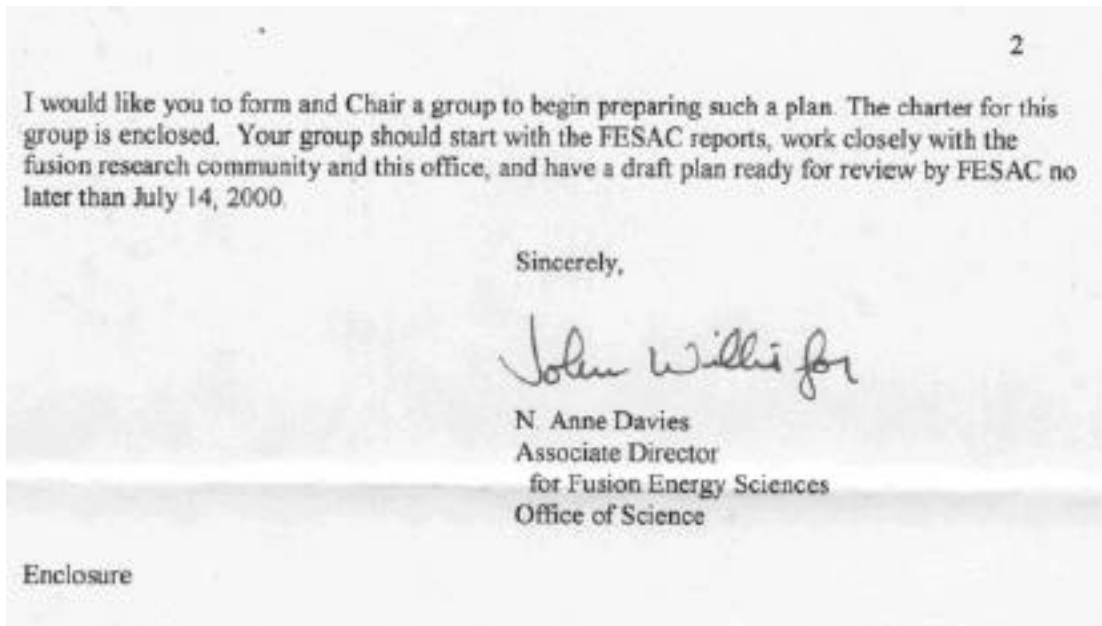 2
I would like you to form and Chair a group to begin preparing such a plan. The charter for this
group is enclosed. Your group should start with the FESAC reports, work closely with the
fusion research community and this office, and have a draft plan ready for review by FESAC no
later than July 14, 2000.
Sincerely,
John Willis for
N Anne Davies
Associate Director
for Fusion Energy Sciences
Office of Science
Enclosure